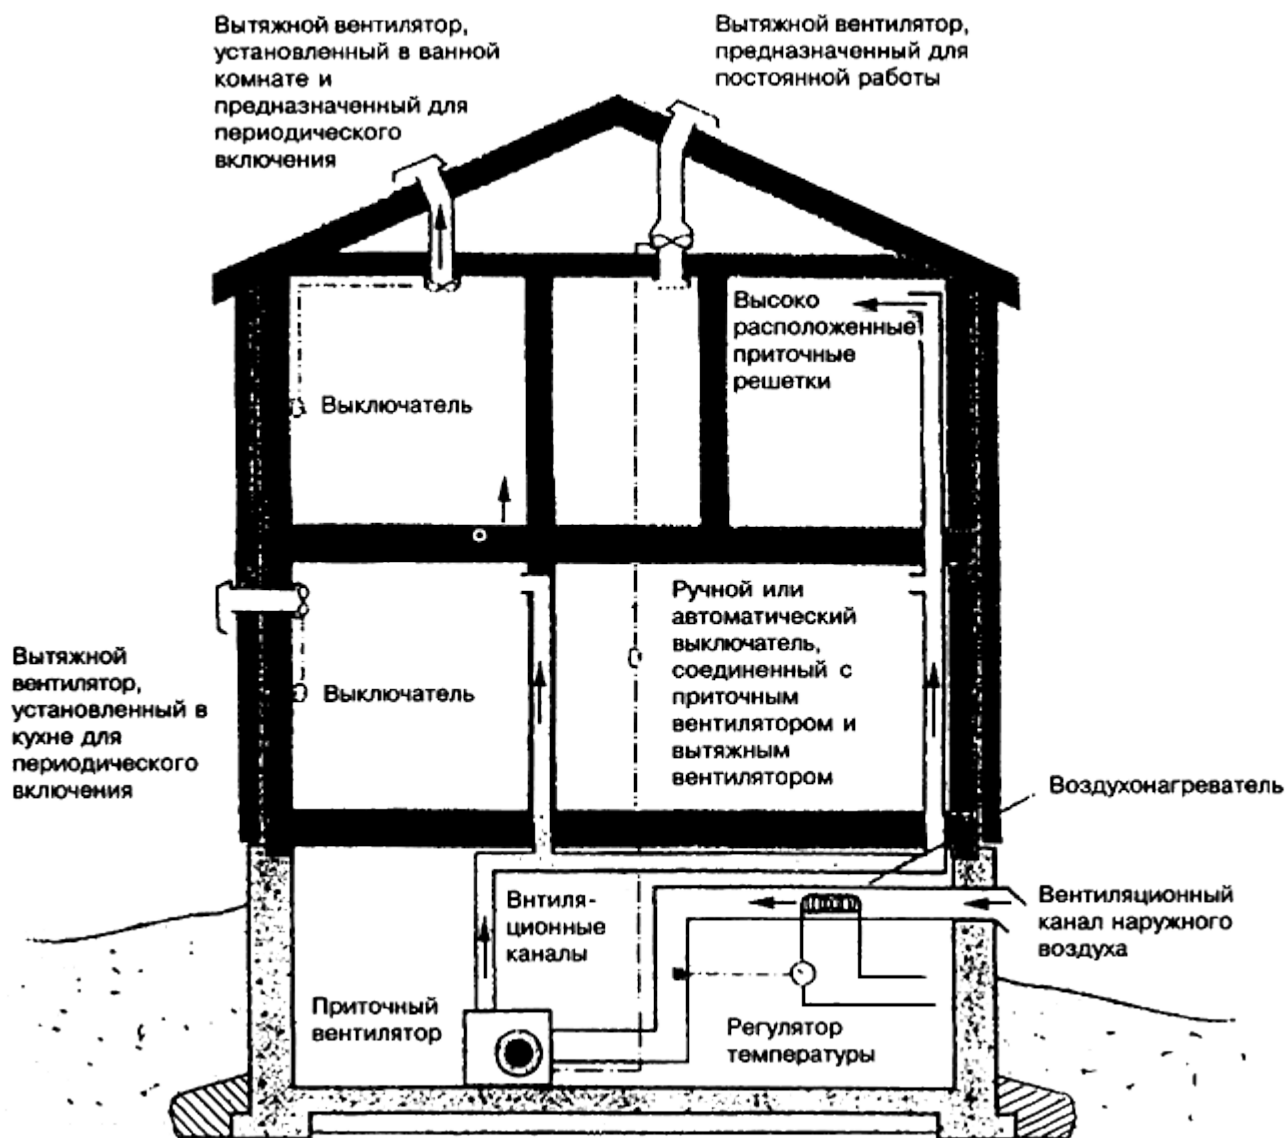 Вытяжной вентилятор,
установленный в ванной
комнате и
предназначенный для
периодического
включения
Вытяжной вентилятор,
предназначенный для
постоянной работы
Высоко
расположенные
приточные
решетки
Выключатель
Ручной или
автоматический
выключатель,
соединенный с
приточным
вентилятором и
вытяжным
вентилятором
Вытяжной
вентилятор,
установленный в
кухне для
периодического
включения
Выключатель
Воздухонагреватель
Внтиля-
ционные
каналы
Вентиляционный
канал наружного
воздуха
Приточный
вентилятор
Регулятор
температуры